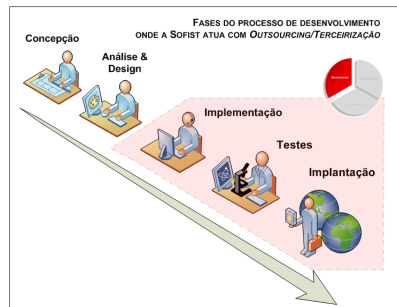 FASES DO PROCESSO DE DESENVOLVIMENTO
ONDE A SOFIST ATUA COM OUTSOURCING/TERCEIRIZAÇÃO
Concepção
Análise &
Design
Implementação
Testes
Implantação